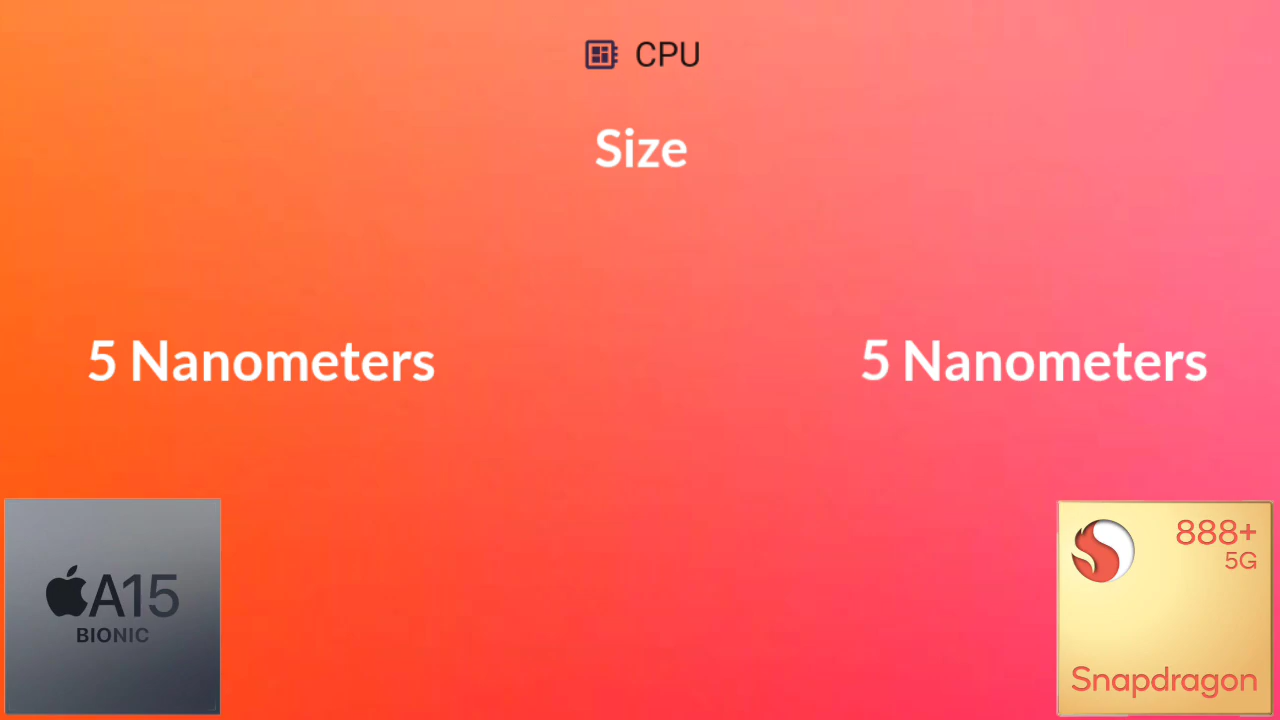 CPU
Size
5 Nanometers
5 Nanometers
A15
BIONIC
888+
5G
Snapdragon